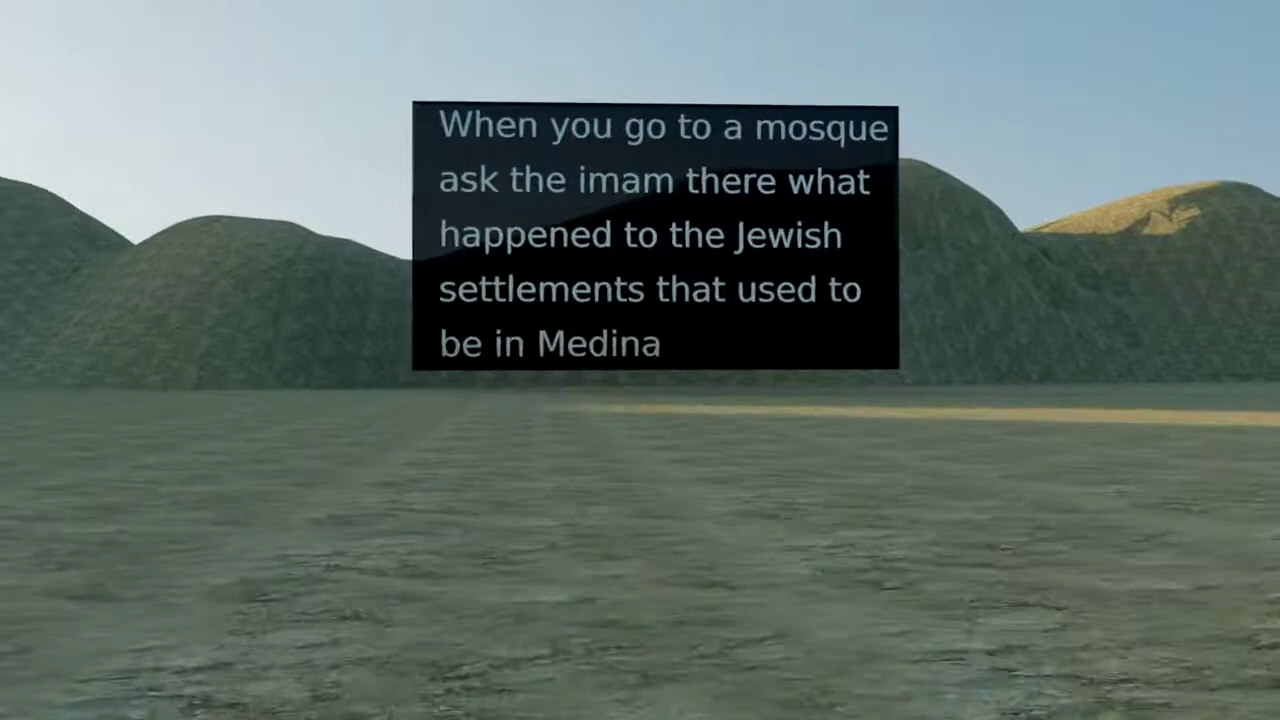 When you go to a mosque
ask the imam there what
happened to the Jewish
settlements that used to
be in Medina